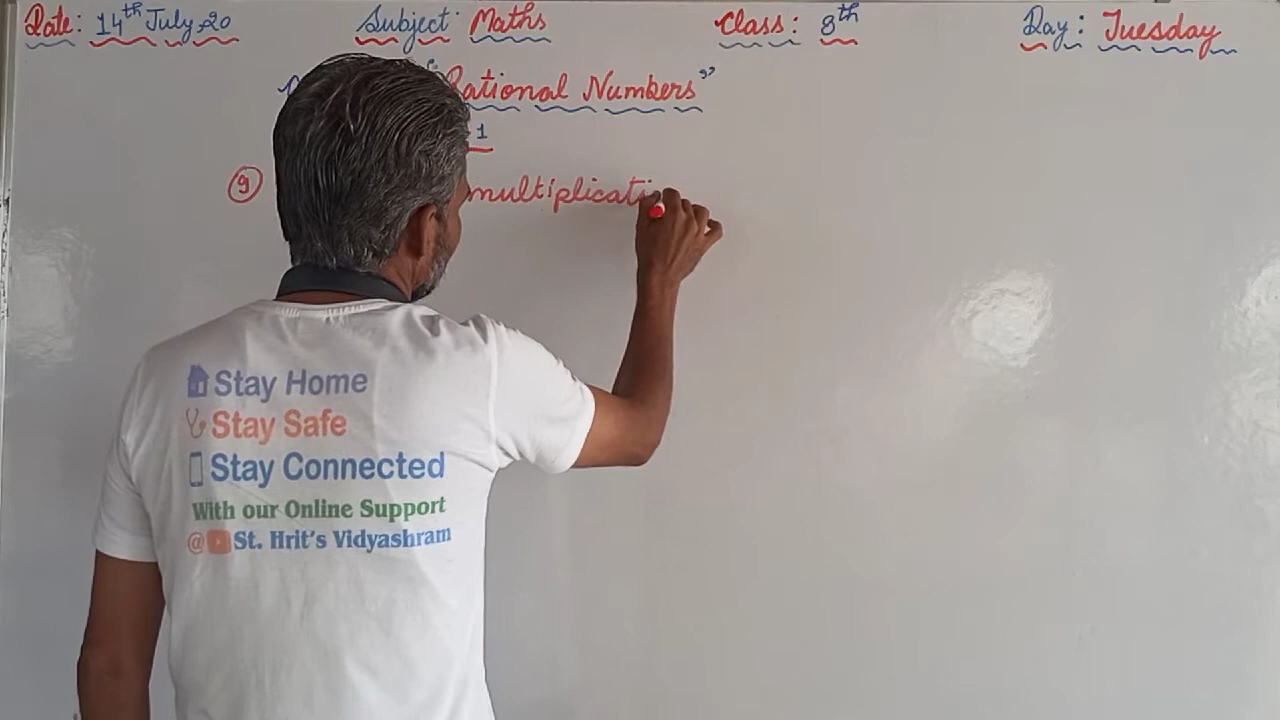 Date: 14th July 20 Subject: Maths Class: 8th Day: Tuesday
"Rational Numbers"
1
9 multiplicati
Stay Home
Stay Safe
Stay Connected
With our Online Support
@ St. Hrit's Vidyashram